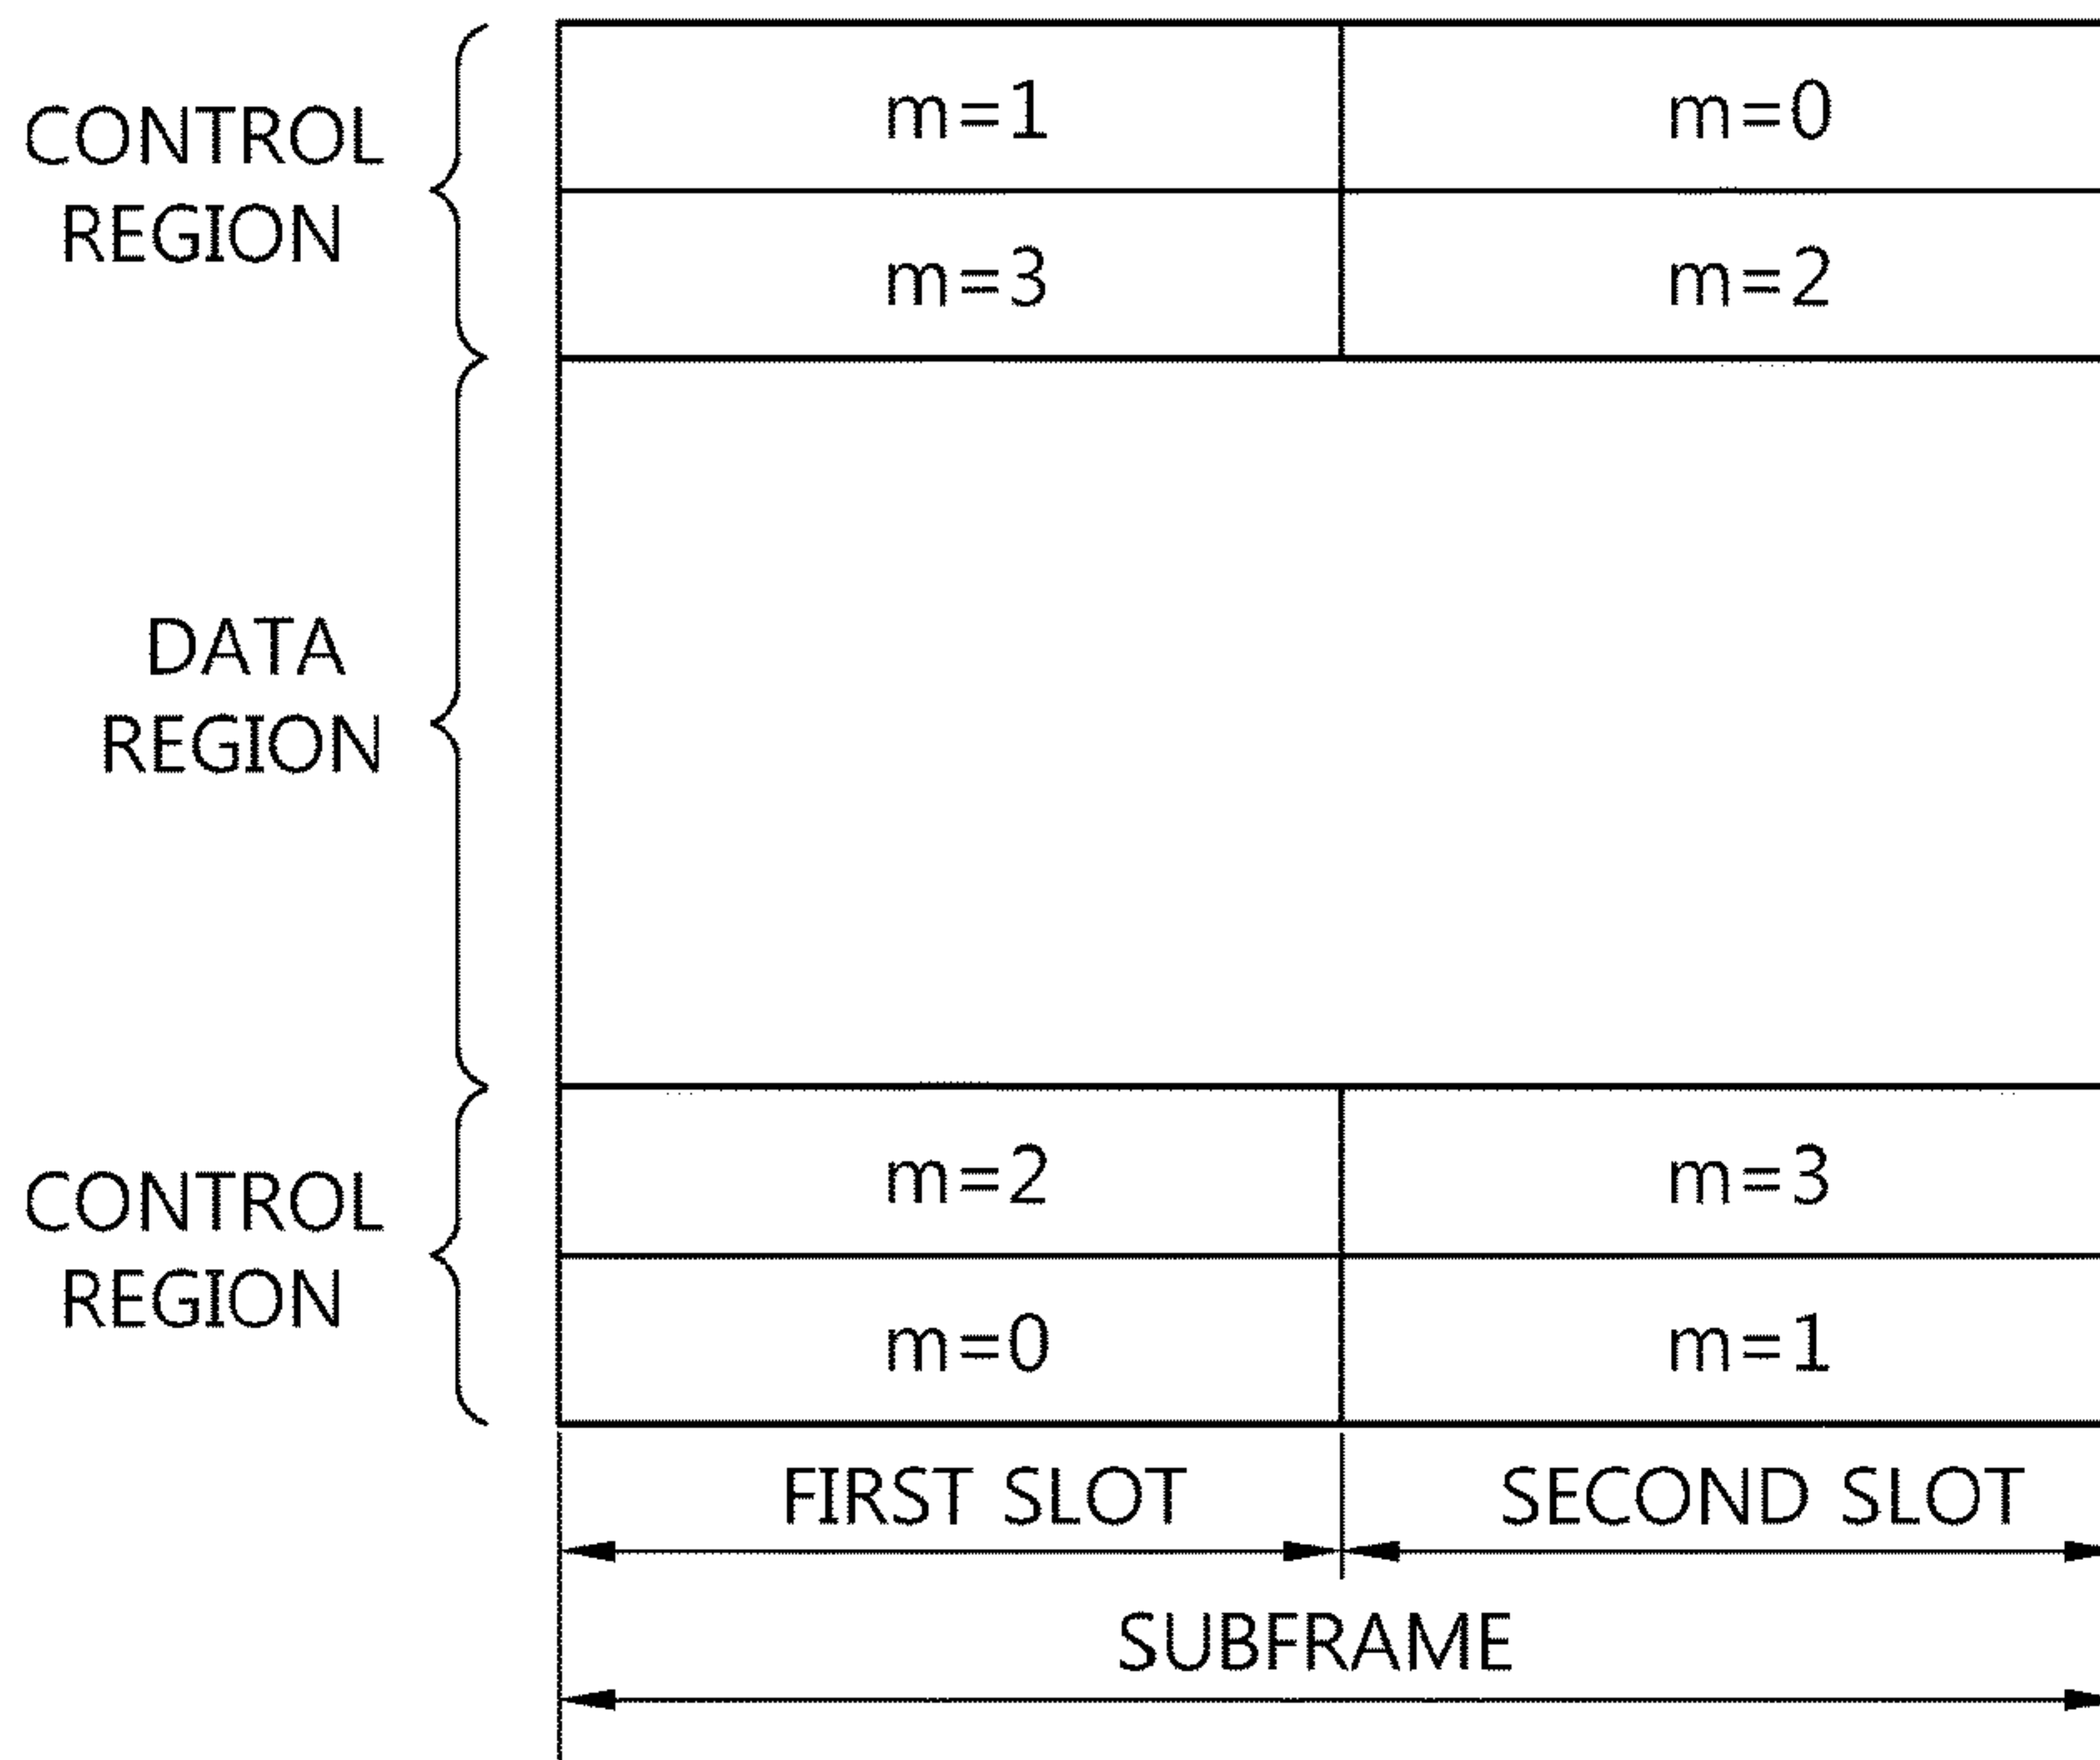 CONTROL
REGION
m=1 m=0
m=3 m=2
DATA
REGION
CONTROL
REGION
m=2 m=3
m=0 m=1
FIRST SLOT SECOND SLOT
SUBFRAME